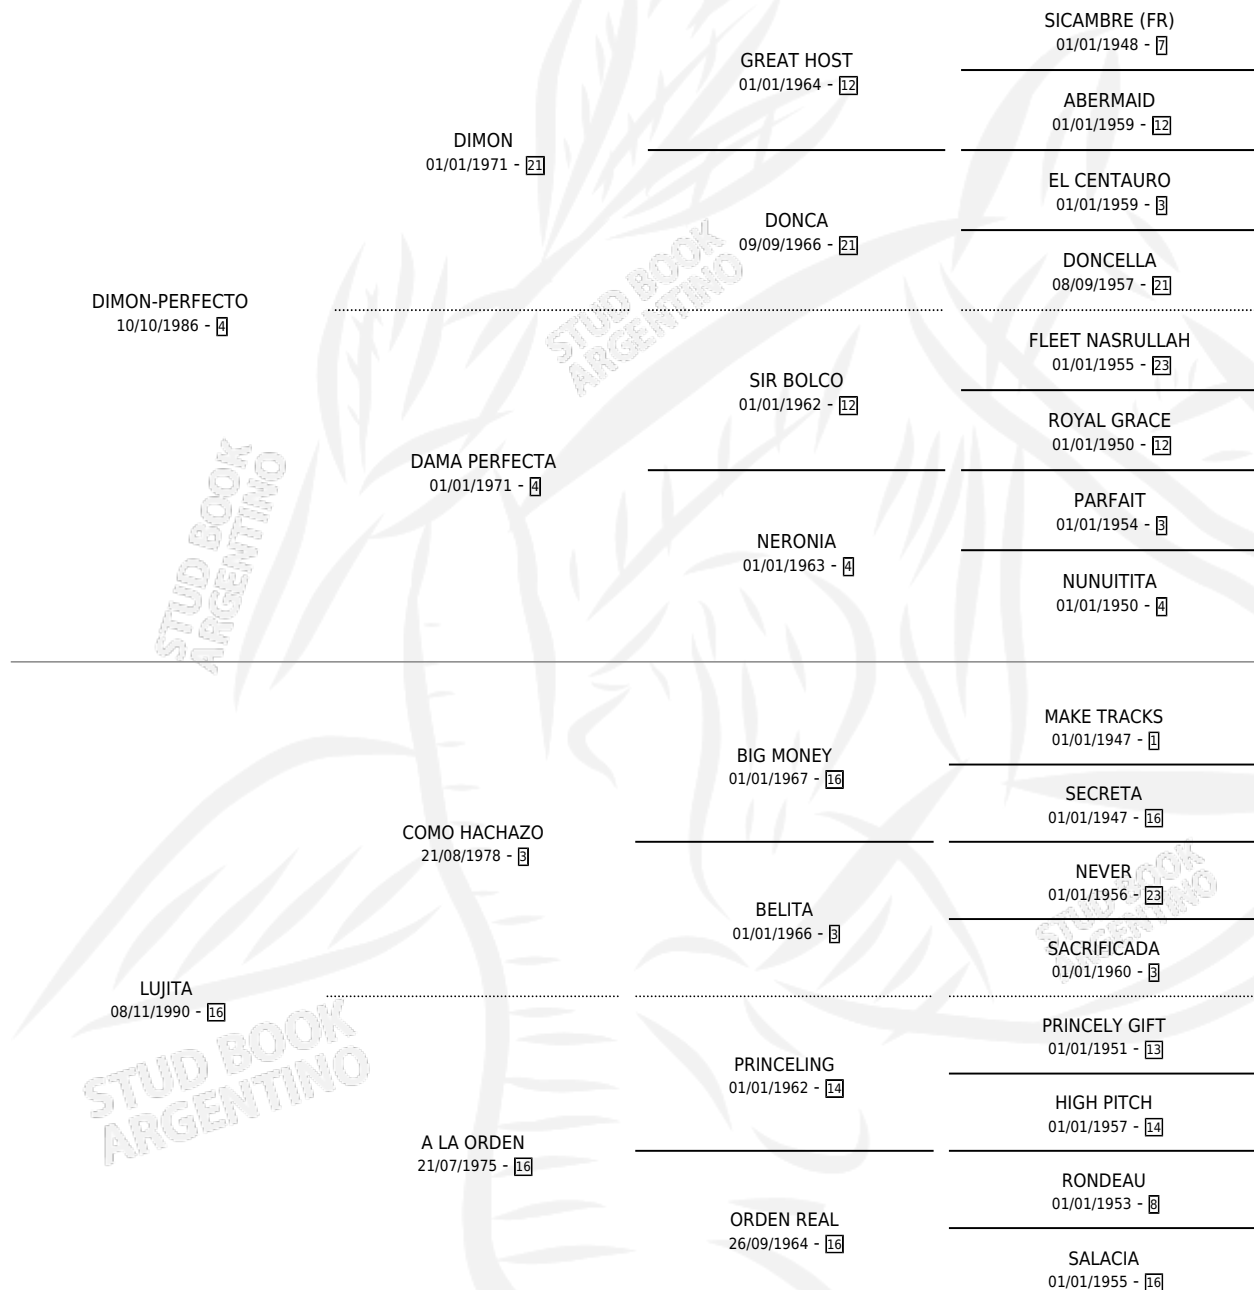 SICAMBRE (FR)
01/01/1948 - 7
GREAT HOST
01/01/1964 - 12
ABERMAID
01/01/1959 - 12
DIMON
01/01/1971 - 21
EL CENTAURO
01/01/1959 - 3
DONCA
09/09/1966 - 21
DONCELLA
08/09/1957 - 21
DIMON-PERFECTO
10/10/1986 - 4
FLEET NASRULLAH
01/01/1955 - 23
SIR BOLCO
01/01/1962 - 12
ROYAL GRACE
01/01/1950 - 12
DAMA PERFECTA
01/01/1971 - 4
PARFAIT
01/01/1954 - 3
NERONIA
01/01/1963 - 4
NUNUITITA
01/01/1950 - 4
MAKE TRACKS
01/01/1947 - 1
BIG MONEY
01/01/1967 - 16
SECRETA
01/01/1947 - 16
COMO HACHAZO
21/08/1978 - 3
NEVER
01/01/1956 - 23
BELITA
01/01/1966 - 3
SACRIFICADA
01/01/1960 - 3
LUJITA
08/11/1990 - 16
PRINCELY GIFT
01/01/1951 - 13
PRINCELING
01/01/1962 - 14
HIGH PITCH
01/01/1957 - 14
A LA ORDEN
21/07/1975 - 16
RONDEAU
01/01/1953 - 8
ORDEN REAL
26/09/1964 - 16
SALACIA
01/01/1955 - 16
STUD BOOK
ARGENTINO
STUD BOOK
ARGENTINO
STUD BOOK
ARGENTINO
STUD BOOK
ARGENTINO